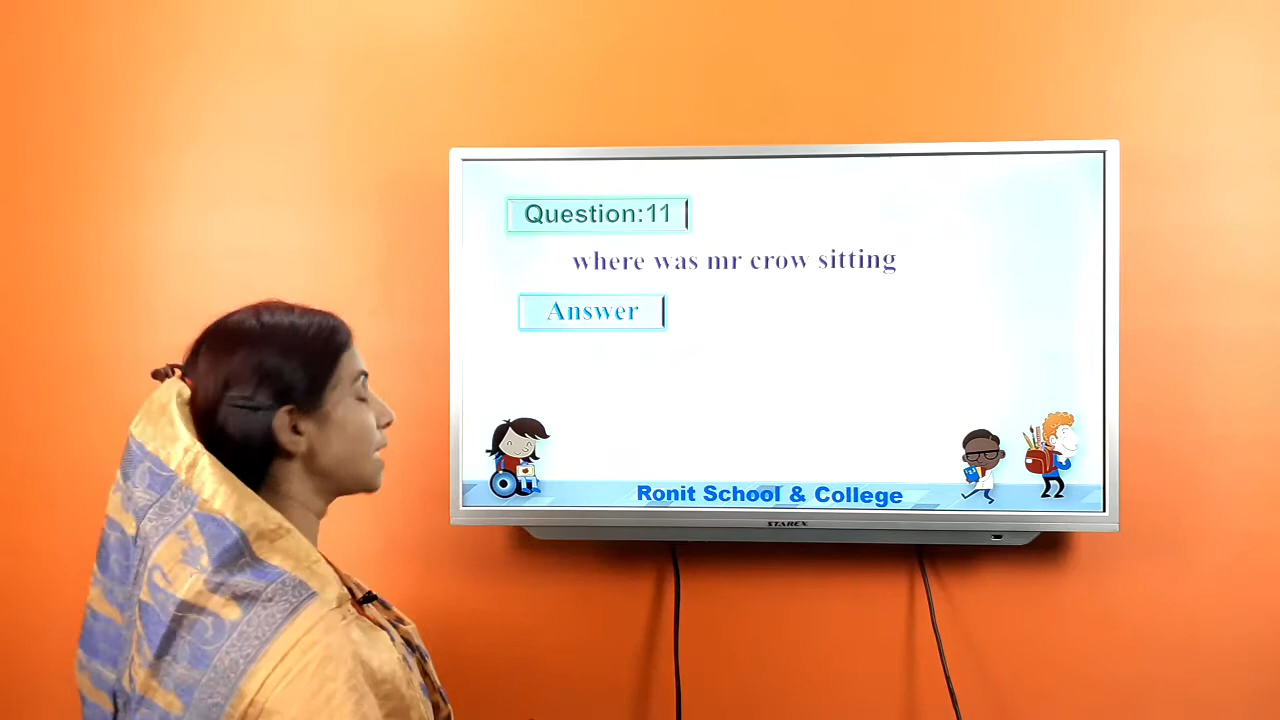 Question:11
where was mr crow sitting
Answer
Ronit School & College
STAREX